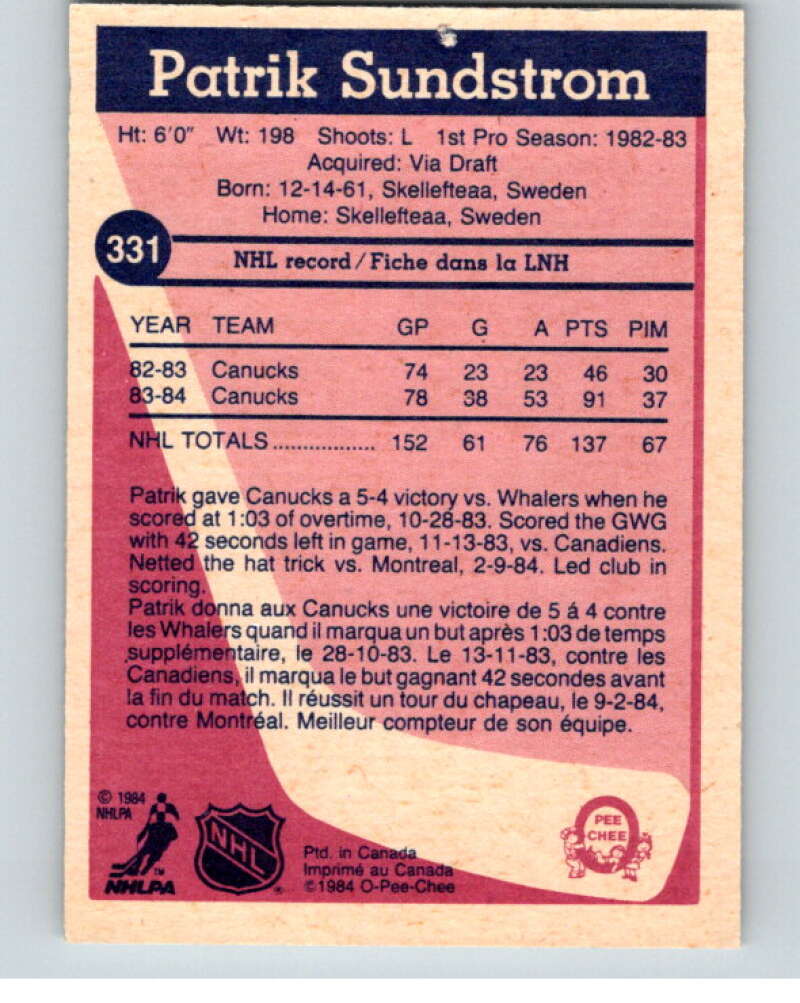 Patrik Sundstrom
Ht: 6'0" Wt: 198 Shoots: L 1st Pro Season: 1982-83
Acquired: Via Draft
Born: 12-14-61, Skellefteaa, Sweden
Home: Skellefteaa, Sweden
331
NHL record/Fiche dans la LNH
YEAR TEAM GP G A PTS PIM
82-83 Canucks 74 23 23 46 30
83-84 Canucks 78 38 53 91 37
NHL TOTALS................. 152 61 76 137 67
Patrik gave Canucks a 5-4 victory vs. Whalers when he
scored at 1:03 of overtime, 10-28-83. Scored the GWG
with 42 seconds left in game, 11-13-83, vs. Canadiens.
Netted the hat trick vs. Montreal, 2-9-84. Led club in
scoring.
Patrik donna aux Canucks une victoire de 5 á 4 contre
les Whalers quand il marqua un but après 1:03 de temps
supplémentaire, le 28-10-83. Le 13-11-83, contre les
Canadiens, il marqua le but gagnant 42 secondes avant
la fin du match. Il réussit un tour du chapeau, le 9-2-84,
contre Montréal. Meilleur compteur de son équipe.
© 1984
NHLPA
NHLPA
TM
NHL
®
Ptd. in Canada
Imprimé au Canada
©1984 O-Pee-Chee
PEE
CHEE